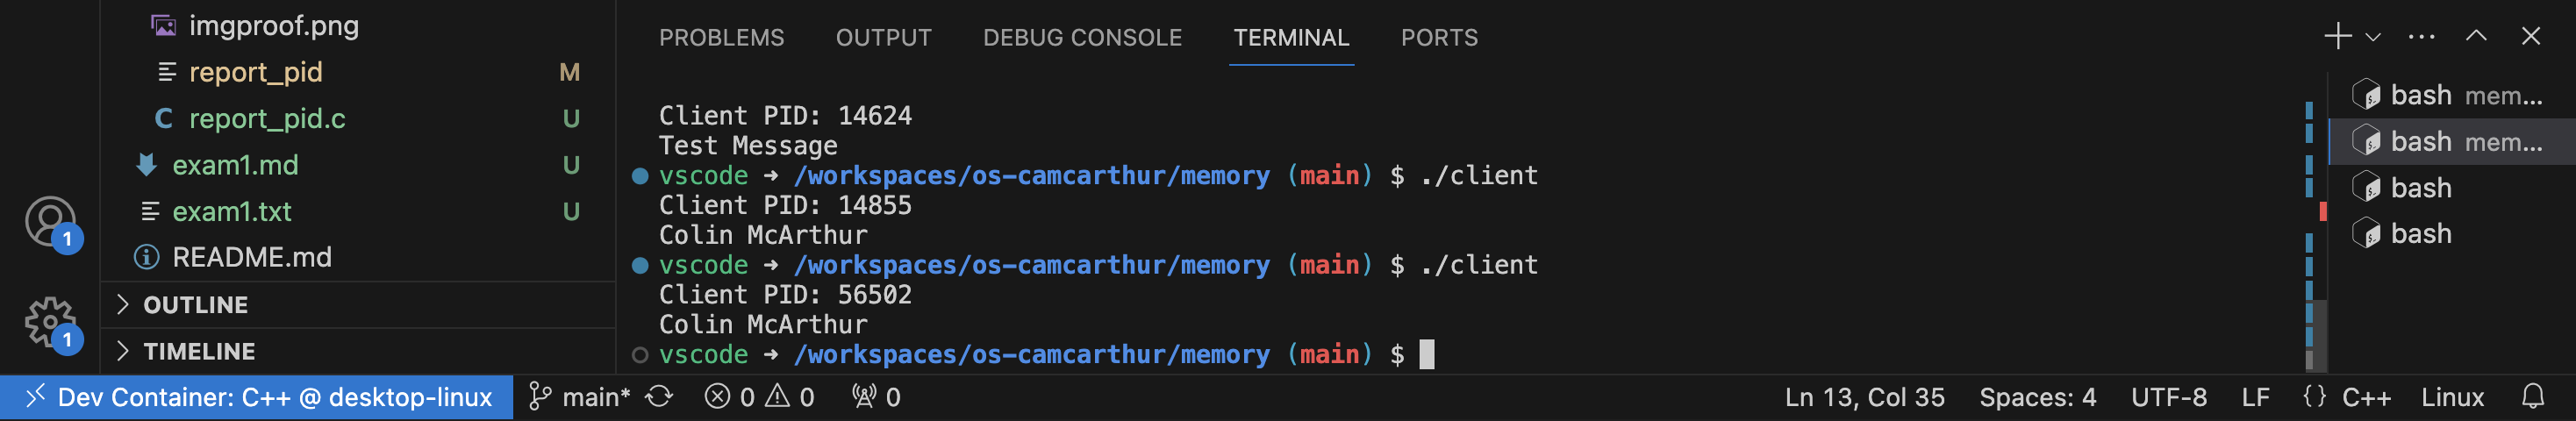 imgproof.png
report_pid M
report_pid.c U
exam1.md U
exam1.txt U
README.md
OUTLINE
TIMELINE
PROBLEMS OUTPUT DEBUG CONSOLE TERMINAL PORTS
Client PID: 14624
Test Message
vscode ➜ /workspaces/os-camcarthur/memory (main) $ ./client
Client PID: 14855
Colin McArthur
vscode ➜ /workspaces/os-camcarthur/memory (main) $ ./client
Client PID: 56502
Colin McArthur
vscode ➜ /workspaces/os-camcarthur/memory (main) $
bash mem...
bash mem...
bash
bash
1
1
Dev Container: C++ @ desktop-linux main* 0 0 0 Ln 13, Col 35 Spaces: 4 UTF-8 LF {} C++ Linux